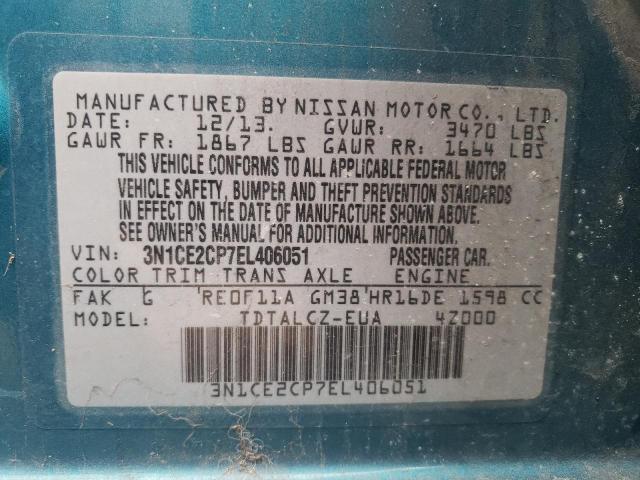 MANUFACTURED BY NISSAN MOTOR CO., LTD.
DATE: 12/13. GVWR: 3470 LBS
GAWR FR: 1867 LBS GAWR RR: 1664 LBS
THIS VEHICLE CONFORMS TO ALL APPLICABLE FEDERAL MOTOR
VEHICLE SAFETY, BUMPER AND THEFT PREVENTION STANDARDS
IN EFFECT ON THE DATE OF MANUFACTURE SHOWN ABOVE.
SEE OWNER'S MANUAL FOR ADDITIONAL INFORMATION.
VIN: 3N1CE2CP7EL406051 PASSENGER CAR.
COLOR TRIM TRANS AXLE ENGINE
FAK G RE0F11A GM38 HR16DE 1598 CC
MODEL: TDTALCZ-EUA 4Z000
3N1CE2CP7EL406051